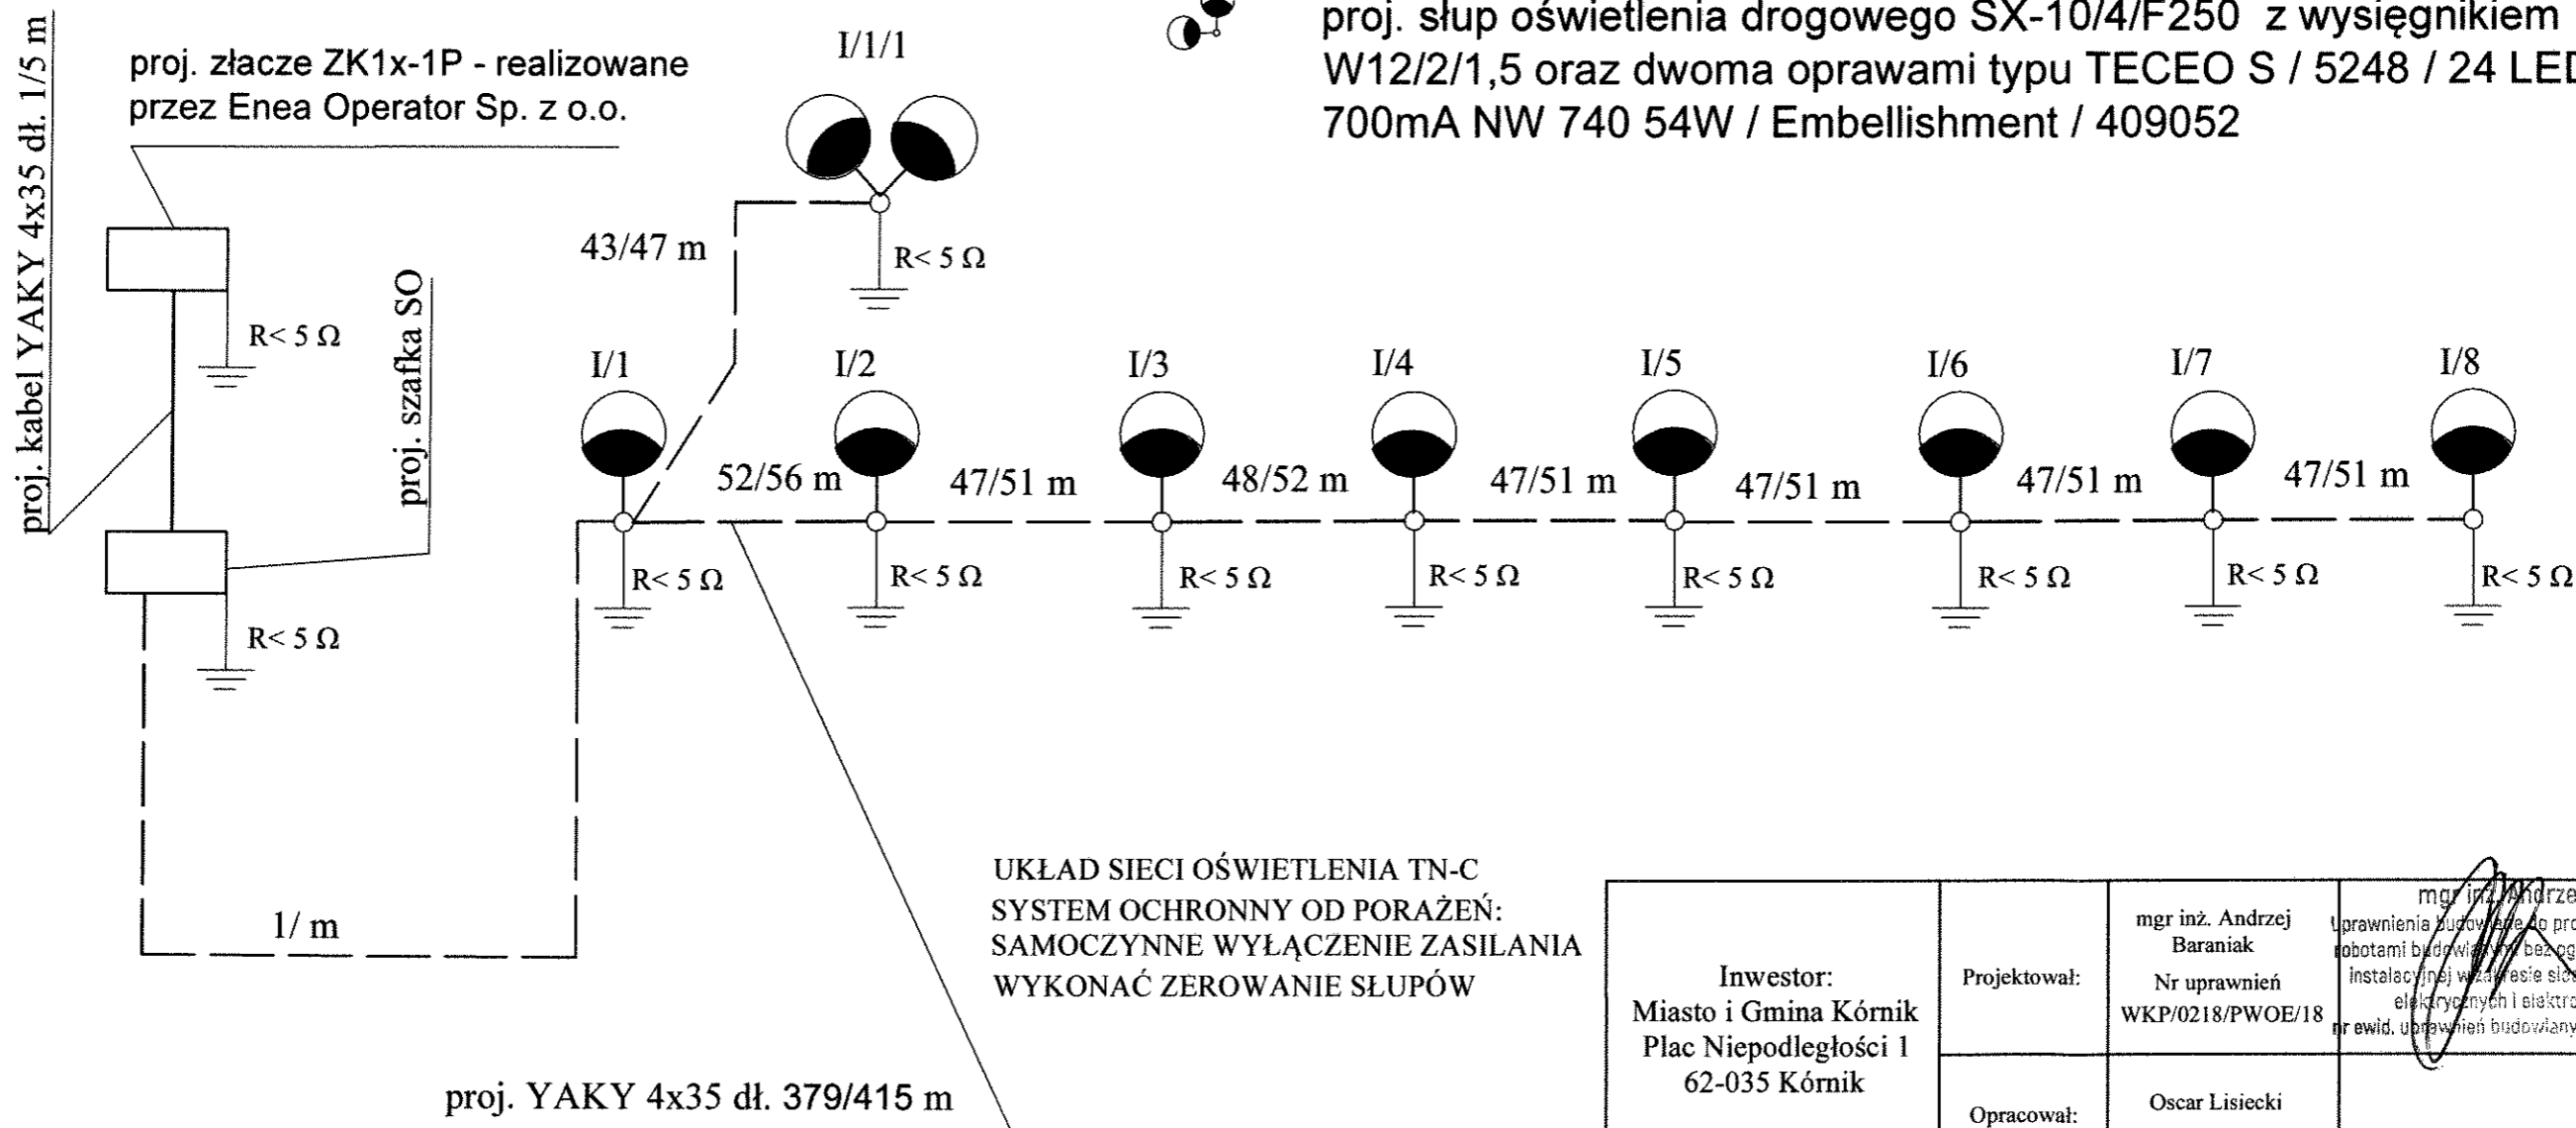 proj. słup oświetlenia drogowego SX-10/4/F250 z wysięgnikiem
W12/2/1,5 oraz dwoma oprawami typu TECEO S / 5248 / 24 LED
700mA NW 740 54W / Embellishment / 409052
proj. kabel YAKY 4x35 dł. 1/5 m
proj. złacze ZK1x-1P - realizowane
przez Enea Operator Sp. z o.o.
I/1/1
43/47 m
R< 5 Ω
R< 5 Ω
proj. szafka SO
I/1
I/2
I/3
I/4
I/5
I/6
I/7
I/8
52/56 m
47/51 m
48/52 m
47/51 m
47/51 m
47/51 m
47/51 m
R< 5 Ω
R< 5 Ω
R< 5 Ω
R< 5 Ω
R< 5 Ω
R< 5 Ω
R< 5 Ω
R< 5 Ω
R< 5 Ω
1/ m
UKŁAD SIECI OŚWIETLENIA TN-C
SYSTEM OCHRONNY OD PORAŻEŃ:
SAMOCZYNNE WYŁĄCZENIE ZASILANIA
WYKONAĆ ZEROWANIE SŁUPÓW
proj. YAKY 4x35 dł. 379/415 m
Inwestor:
Miasto i Gmina Kórnik
Plac Niepodległości 1
62-035 Kórnik
Projektował:
mgr inż. Andrzej
Baraniak
Nr uprawnień
WKP/0218/PWOE/18
mgr inż.
nr ewid. uprawnień
Opracował:
Oscar Lisiecki